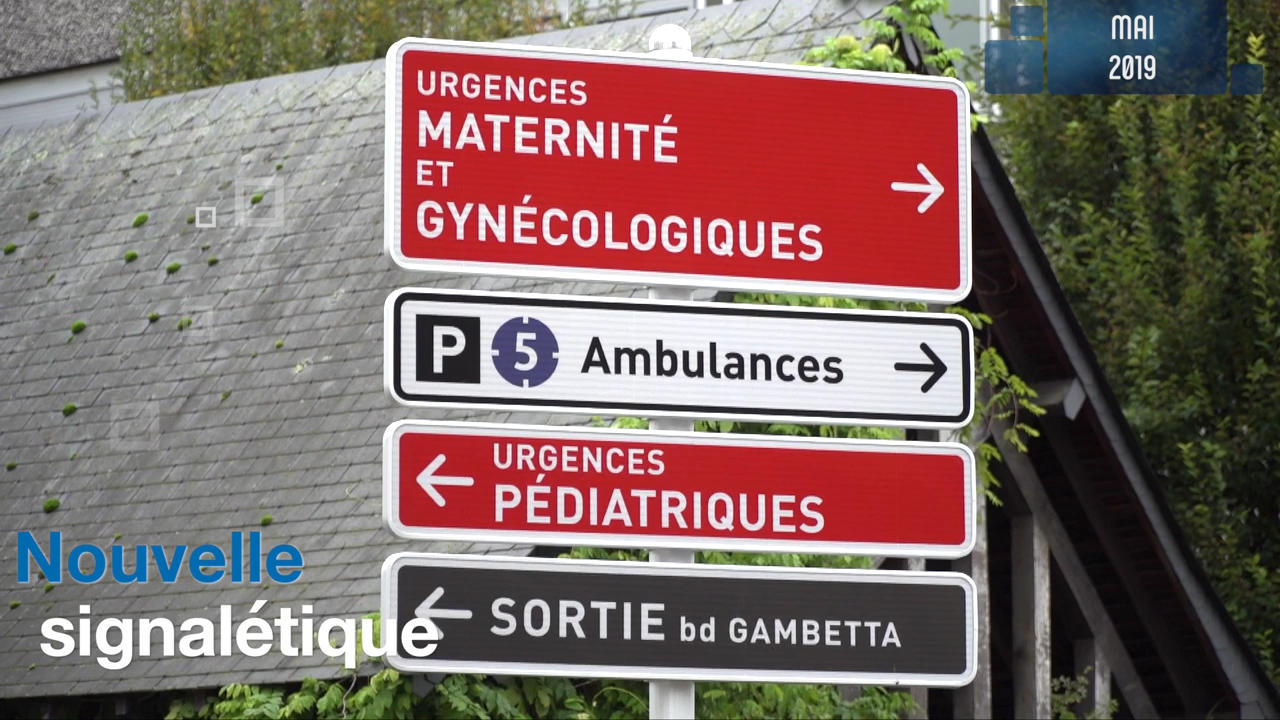 MAI
2019
URGENCES
MATERNITÉ
ET
GYNÉCOLOGIQUES
P 5 Ambulances
URGENCES
PÉDIATRIQUES
SORTIE bd GAMBETTA
Nouvelle
signalétique